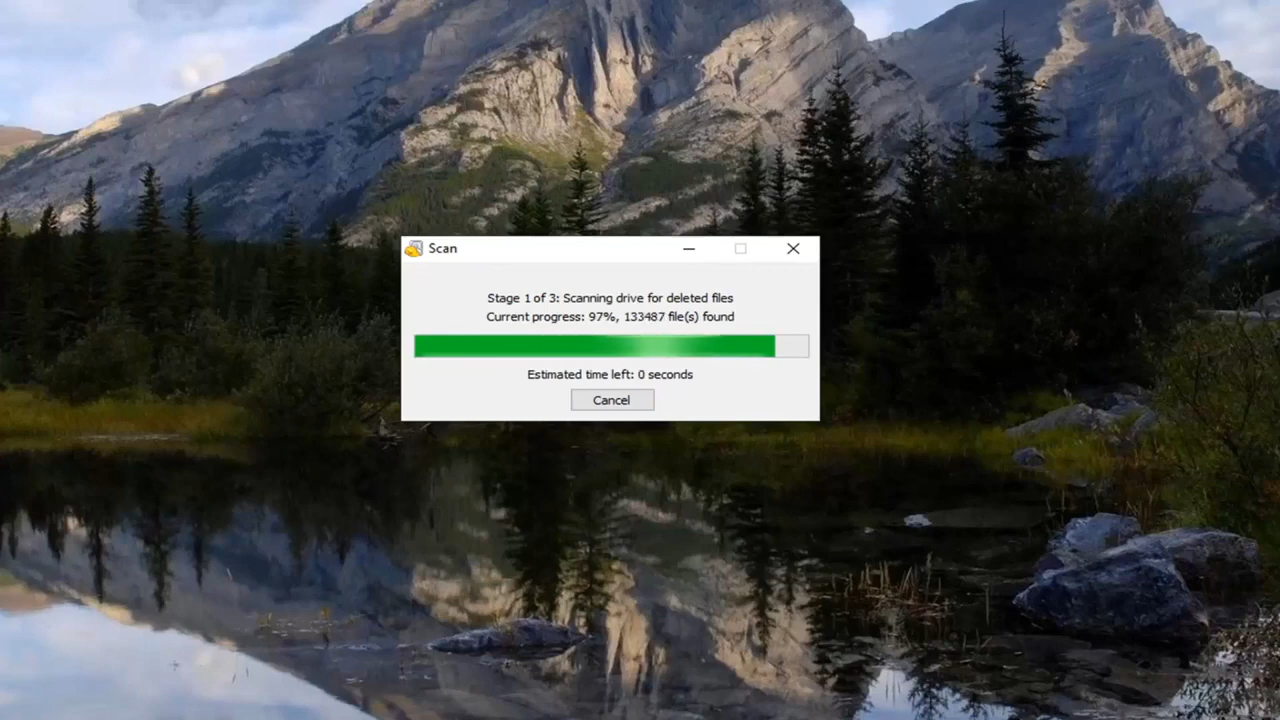 Scan
Stage 1 of 3: Scanning drive for deleted files
Current progress: 97%, 133487 file(s) found
Estimated time left: 0 seconds
Cancel